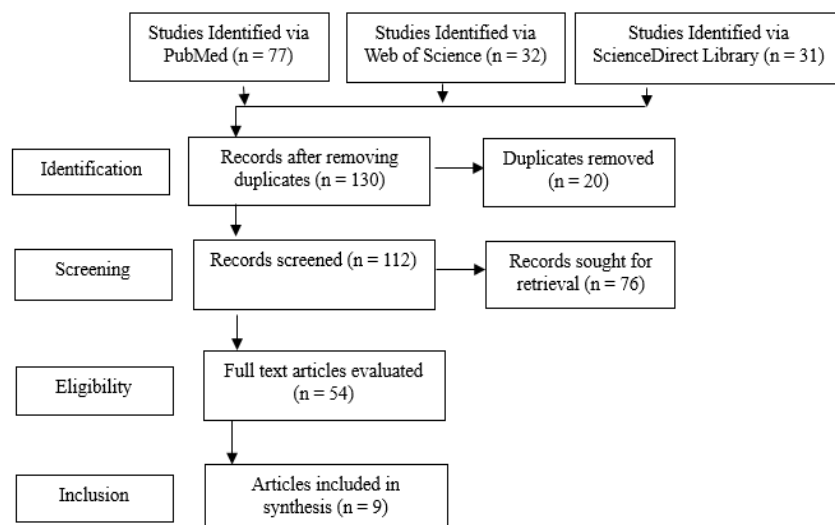 Studies Identified via
PubMed (n = 77)
Studies Identified via
Web of Science (n = 32)
Studies Identified via
ScienceDirect Library (n = 31)
Identification
Records after removing
duplicates (n = 130)
Duplicates removed
(n = 20)
Screening
Records screened (n = 112)
Records sought for
retrieval (n = 76)
Eligibility
Full text articles evaluated
(n = 54)
Inclusion
Articles included in
synthesis (n = 9)